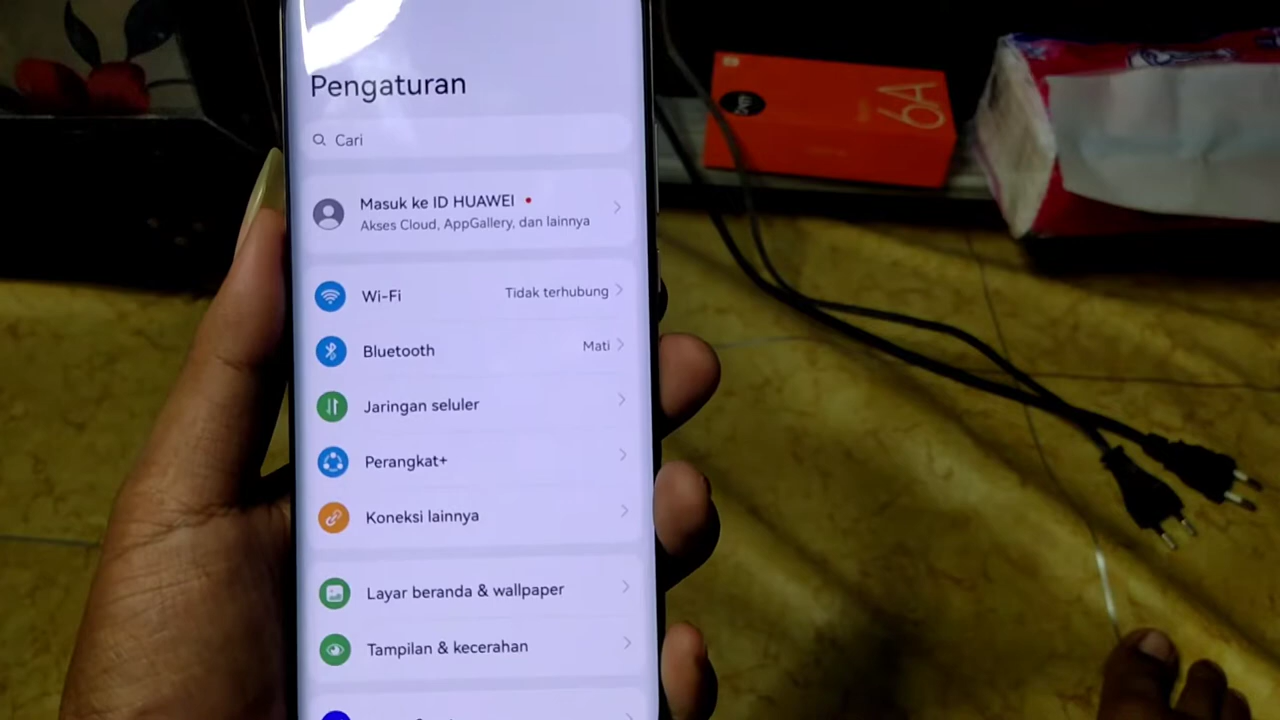 Pengaturan
Cari
Masuk ke ID HUAWEI
Akses Cloud, AppGallery, dan lainnya
Wi-Fi
Tidak terhubung
Bluetooth
Mati
Jaringan seluler
Perangkat+
Koneksi lainnya
Layar beranda & wallpaper
Tampilan & kecerahan
6A